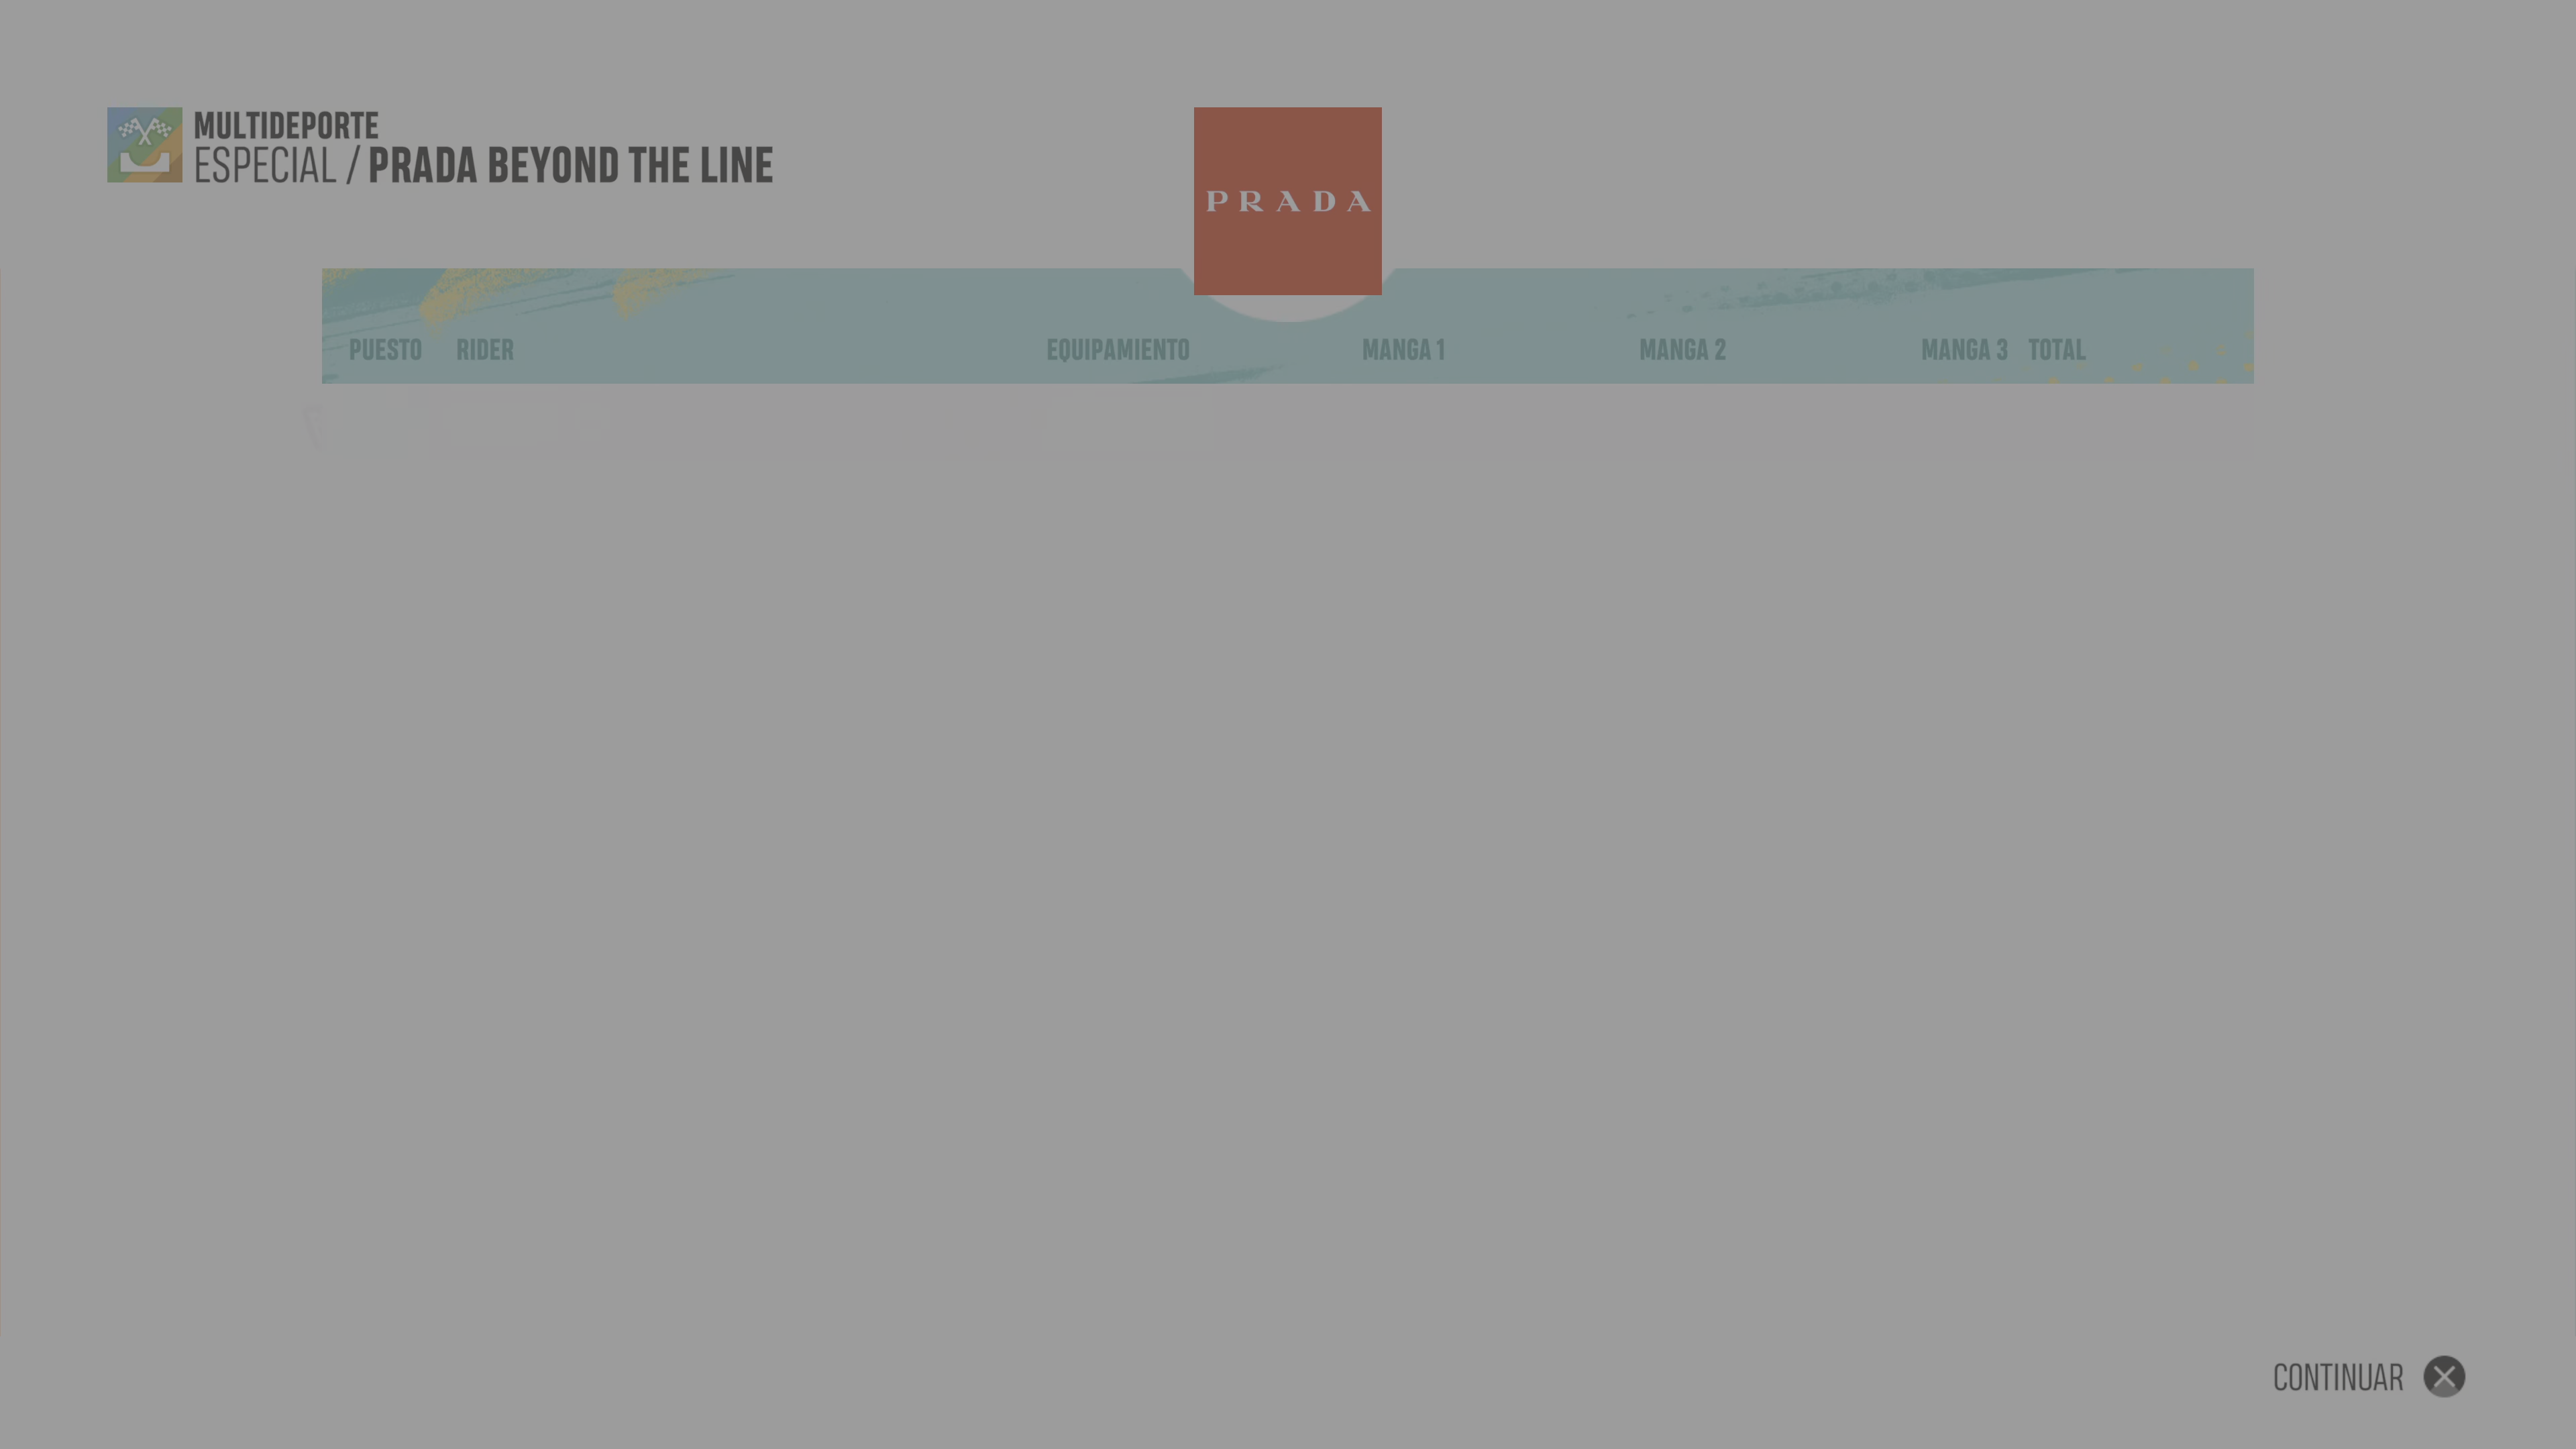 MULTIDEPORTE
ESPECIAL / PRADA BEYOND THE LINE
PRADA
PUESTO RIDER EQUIPAMIENTO MANGA 1 MANGA 2 MANGA 3 TOTAL
CONTINUAR